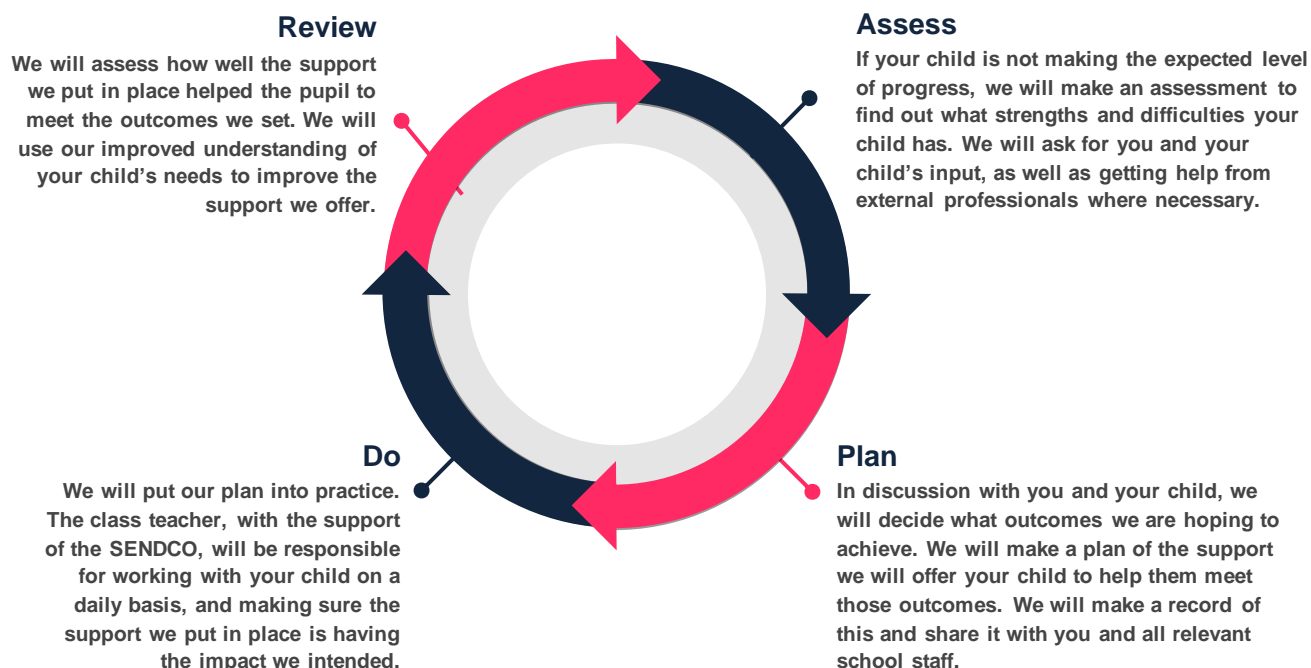 Review
We will assess how well the support
we put in place helped the pupil to
meet the outcomes we set. We will
use our improved understanding of
your child’s needs to improve the
support we offer.
Assess
If your child is not making the expected level
of progress, we will make an assessment to
find out what strengths and difficulties your
child has. We will ask for you and your
child’s input, as well as getting help from
external professionals where necessary.
Do
We will put our plan into practice.
The class teacher, with the support
of the SENDCO, will be responsible
for working with your child on a
daily basis, and making sure the
support we put in place is having
the impact we intended.
Plan
In discussion with you and your child, we
will decide what outcomes we are hoping to
achieve. We will make a plan of the support
we will offer your child to help them meet
those outcomes. We will make a record of
this and share it with you and all relevant
school staff.